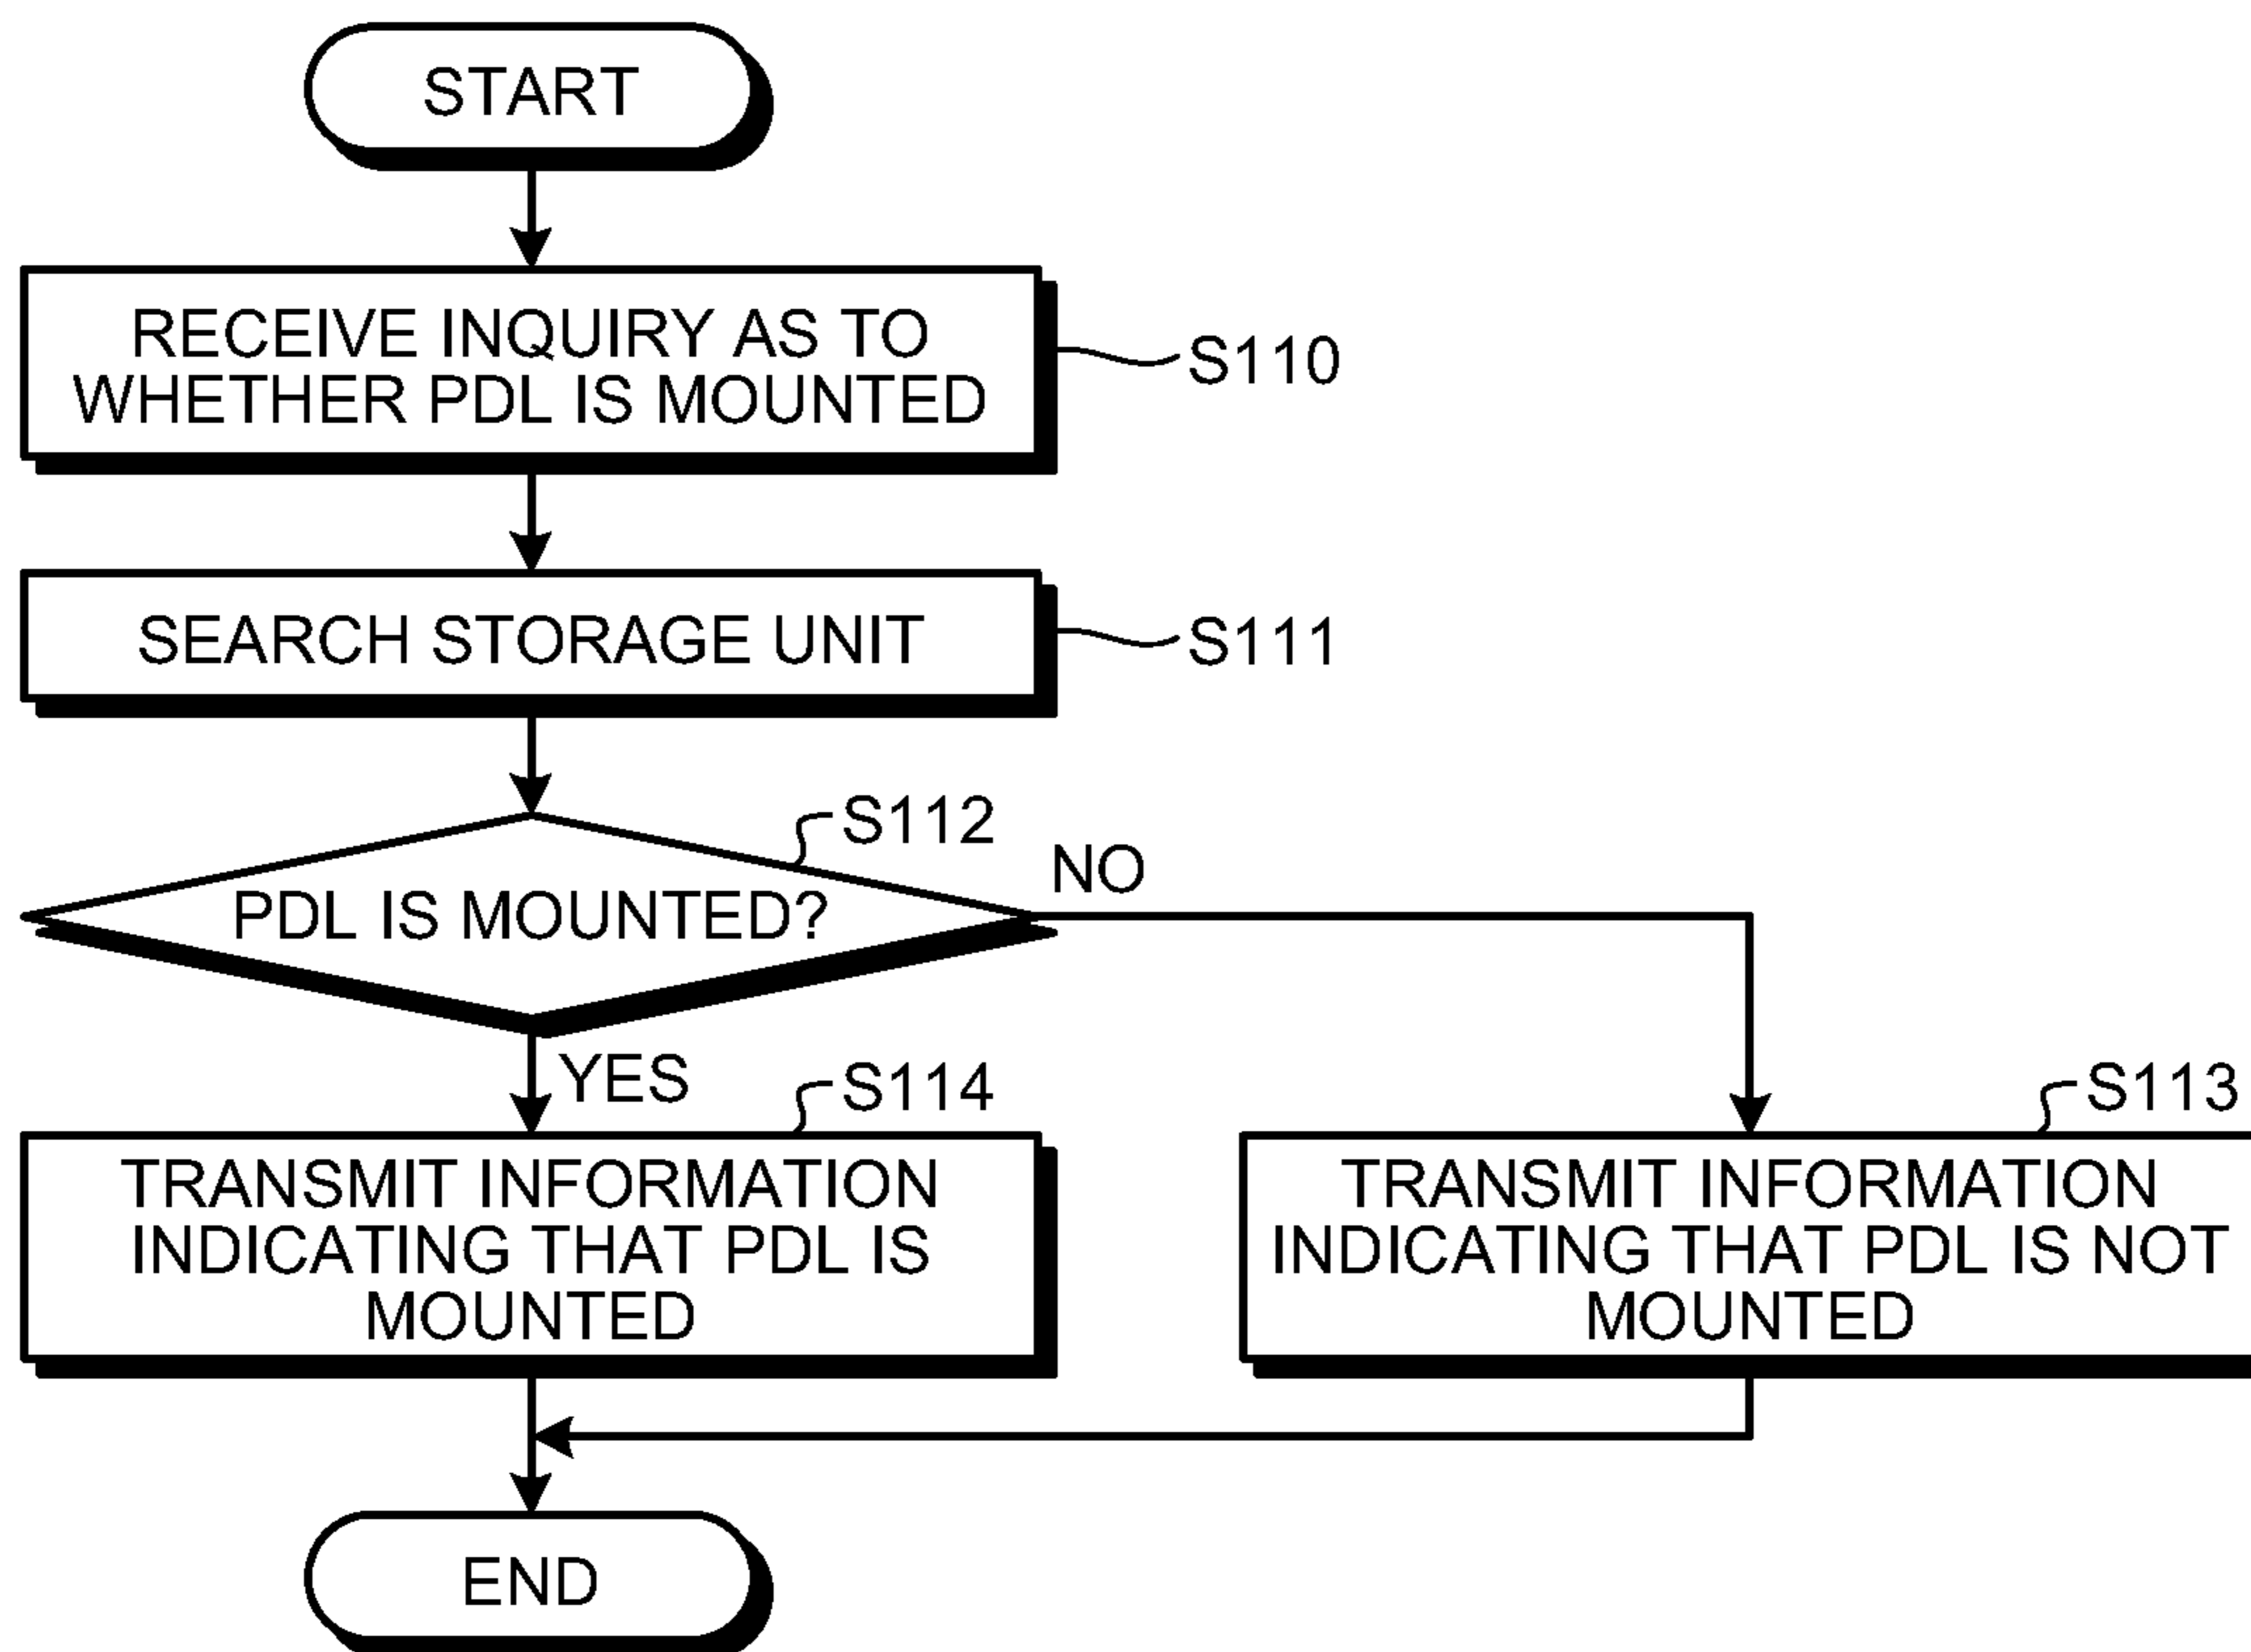 START
RECEIVE INQUIRY AS TO
WHETHER PDL IS MOUNTED
S110
SEARCH STORAGE UNIT
S111
S112
PDL IS MOUNTED?
NO
YES
S114
TRANSMIT INFORMATION
INDICATING THAT PDL IS
MOUNTED
S113
TRANSMIT INFORMATION
INDICATING THAT PDL IS NOT
MOUNTED
END